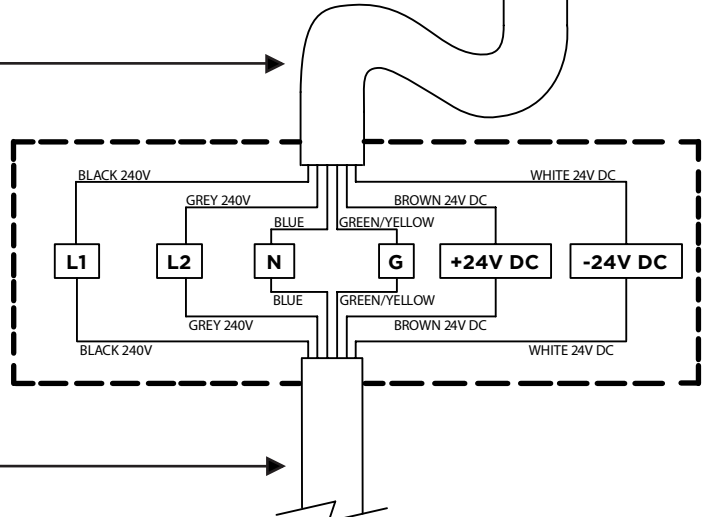 BLACK 240V
WHITE 24V DC
GREY 240V
BROWN 24V DC
BLUE
GREEN/YELLOW
L1
L2
N
G
+24V DC
-24V DC
BLUE
GREEN/YELLOW
GREY 240V
BROWN 24V DC
BLACK 240V
WHITE 24V DC